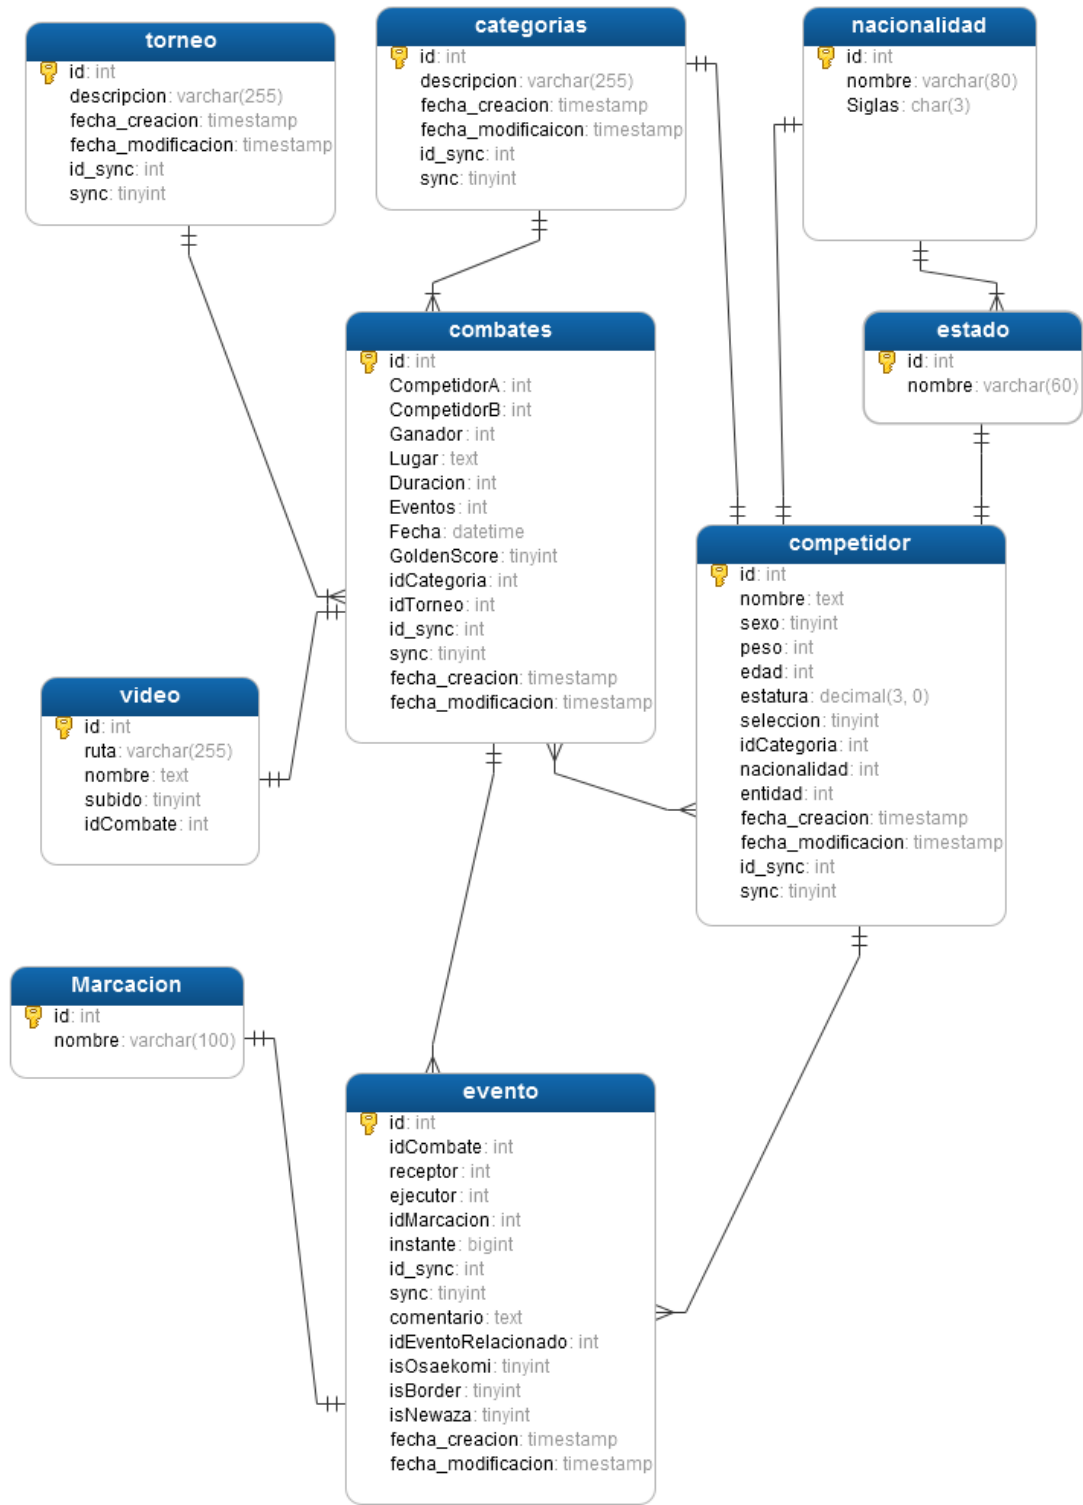 torneo
id: int
descripcion: varchar(255)
fecha_creacion: timestamp
fecha_modificacion: timestamp
id_sync: int
sync: tinyint
categorias
id: int
descripcion: varchar(255)
fecha_creacion: timestamp
fecha_modificaicon: timestamp
id_sync: int
sync: tinyint
nacionalidad
id: int
nombre: varchar(80)
Siglas: char(3)
combates
id: int
CompetidorA: int
CompetidorB: int
Ganador: int
Lugar: text
Duracion: int
Eventos: int
Fecha: datetime
GoldenScore: tinyint
idCategoria: int
idTorneo: int
id_sync: int
sync: tinyint
fecha_creacion: timestamp
fecha_modificacion: timestamp
estado
id: int
nombre: varchar(60)
competidor
id: int
nombre: text
sexo: tinyint
peso: int
edad: int
estatura: decimal(3, 0)
seleccion: tinyint
idCategoria: int
nacionalidad: int
entidad: int
fecha_creacion: timestamp
fecha_modificacion: timestamp
id_sync: int
sync: tinyint
video
id: int
ruta: varchar(255)
nombre: text
subido: tinyint
idCombate: int
Marcacion
id: int
nombre: varchar(100)
evento
id: int
idCombate: int
receptor: int
ejecutor: int
idMarcacion: int
instante: bigint
id_sync: int
sync: tinyint
comentario: text
idEventoRelacionado: int
isOsaekomi: tinyint
isBorder: tinyint
isNewaza: tinyint
fecha_creacion: timestamp
fecha_modificacion: timestamp